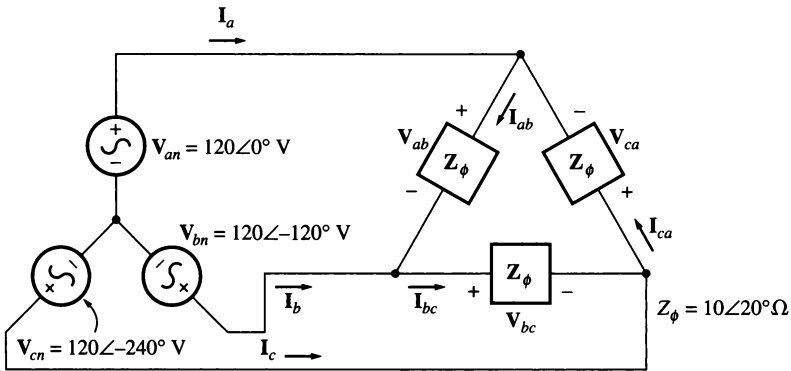 I_a
+
-
V_an = 120∠0° V
+
V_ab
-
Z_ϕ
I_ab
-
V_ca
Z_ϕ
+
I_ca
V_bn = 120∠–120° V
I_b
I_bc
+
Z_ϕ
-
V_bc
Z_ϕ = 10∠20°Ω
V_cn = 120∠–240° V
I_c